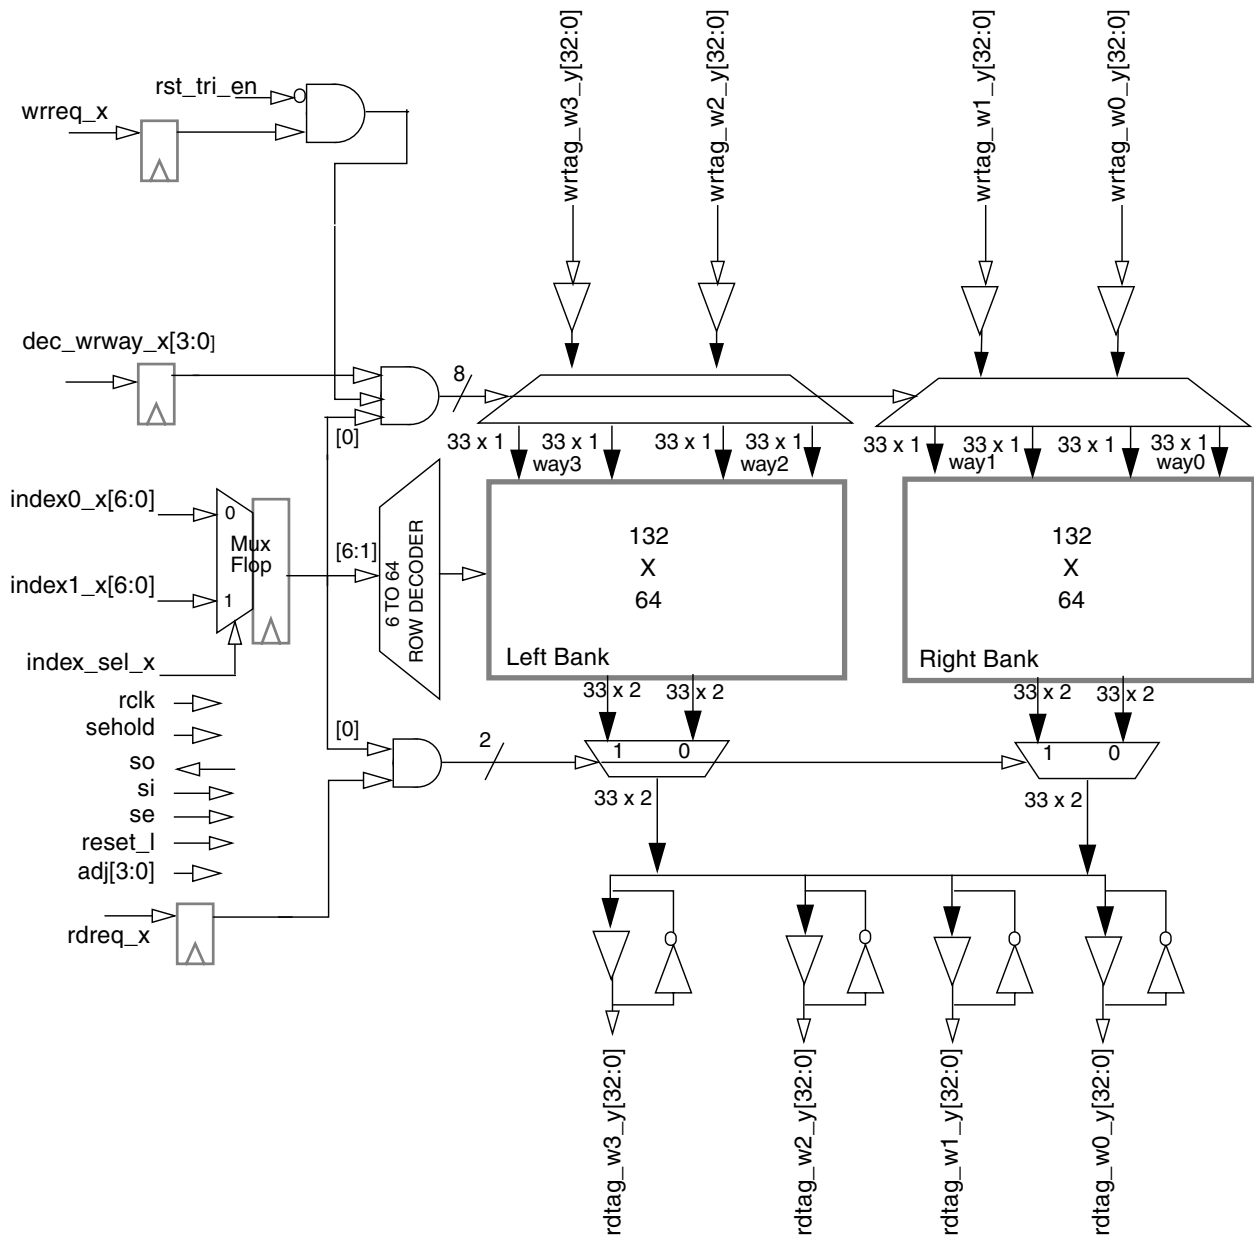 wrtag_w3_y[32:0]
wrtag_w2_y[32:0]
wrtag_w1_y[32:0]
wrtag_w0_y[32:0]
rst_tri_en
wrreq_x
dec_wrway_x[3:0]
8
[0]
33 x 1
33 x 1
33 x 1
33 x 1
way3
way2
33 x 1
33 x 1
33 x 1
33 x 1
way1
way0
index0_x[6:0]
0
Mux
Flop
index1_x[6:0]
1
index_sel_x
[6:1]
6 TO 64
ROW DECODER
132
X
64
Left Bank
132
X
64
Right Bank
rclk
sehold
so
si
se
reset_l
adj[3:0]
rdreq_x
[0]
2
33 x 2
33 x 2
1
0
33 x 2
33 x 2
33 x 2
1
0
33 x 2
rdtag_w3_y[32:0]
rdtag_w2_y[32:0]
rdtag_w1_y[32:0]
rdtag_w0_y[32:0]